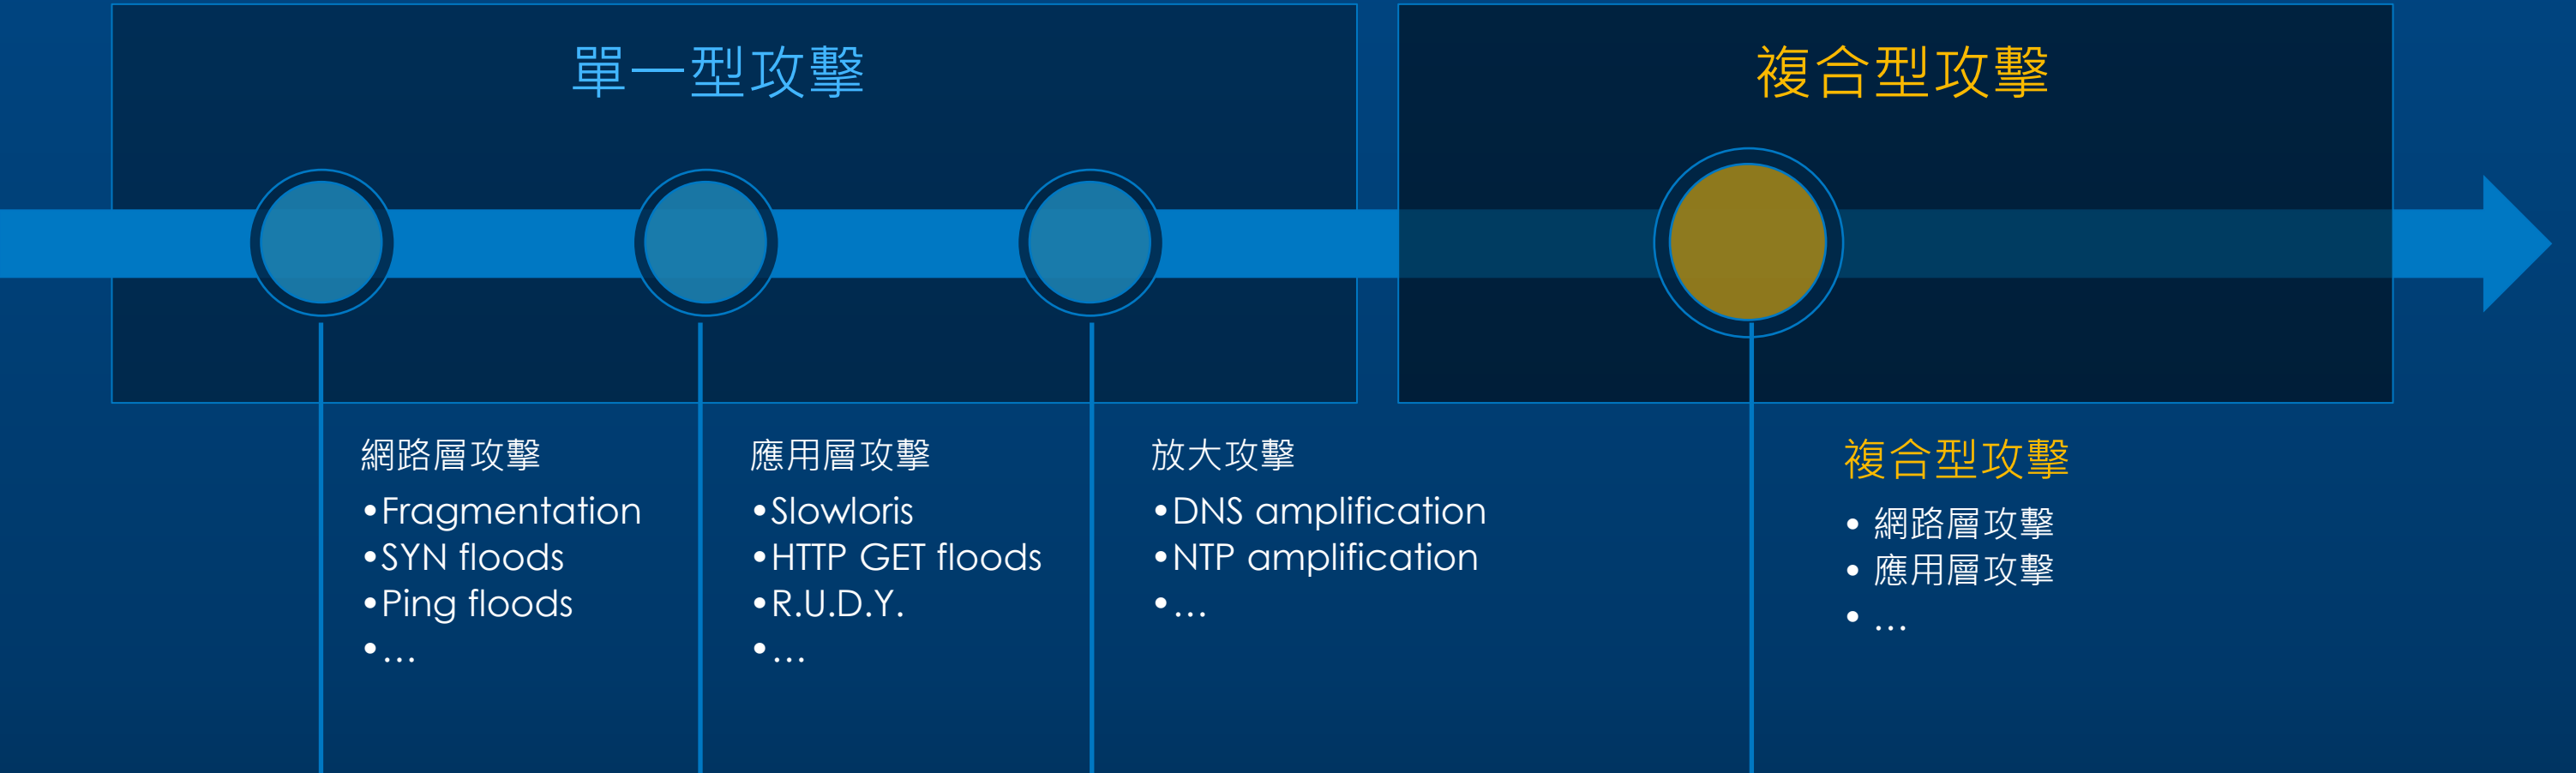 單一型攻擊
複合型攻擊
網路層攻擊
•Fragmentation
•SYN floods
•Ping floods
•…
應用層攻擊
•Slowloris
•HTTP GET floods
•R.U.D.Y.
•…
放大攻擊
•DNS amplification
•NTP amplification
•…
複合型攻擊
• 網路層攻擊
• 應用層攻擊
• …